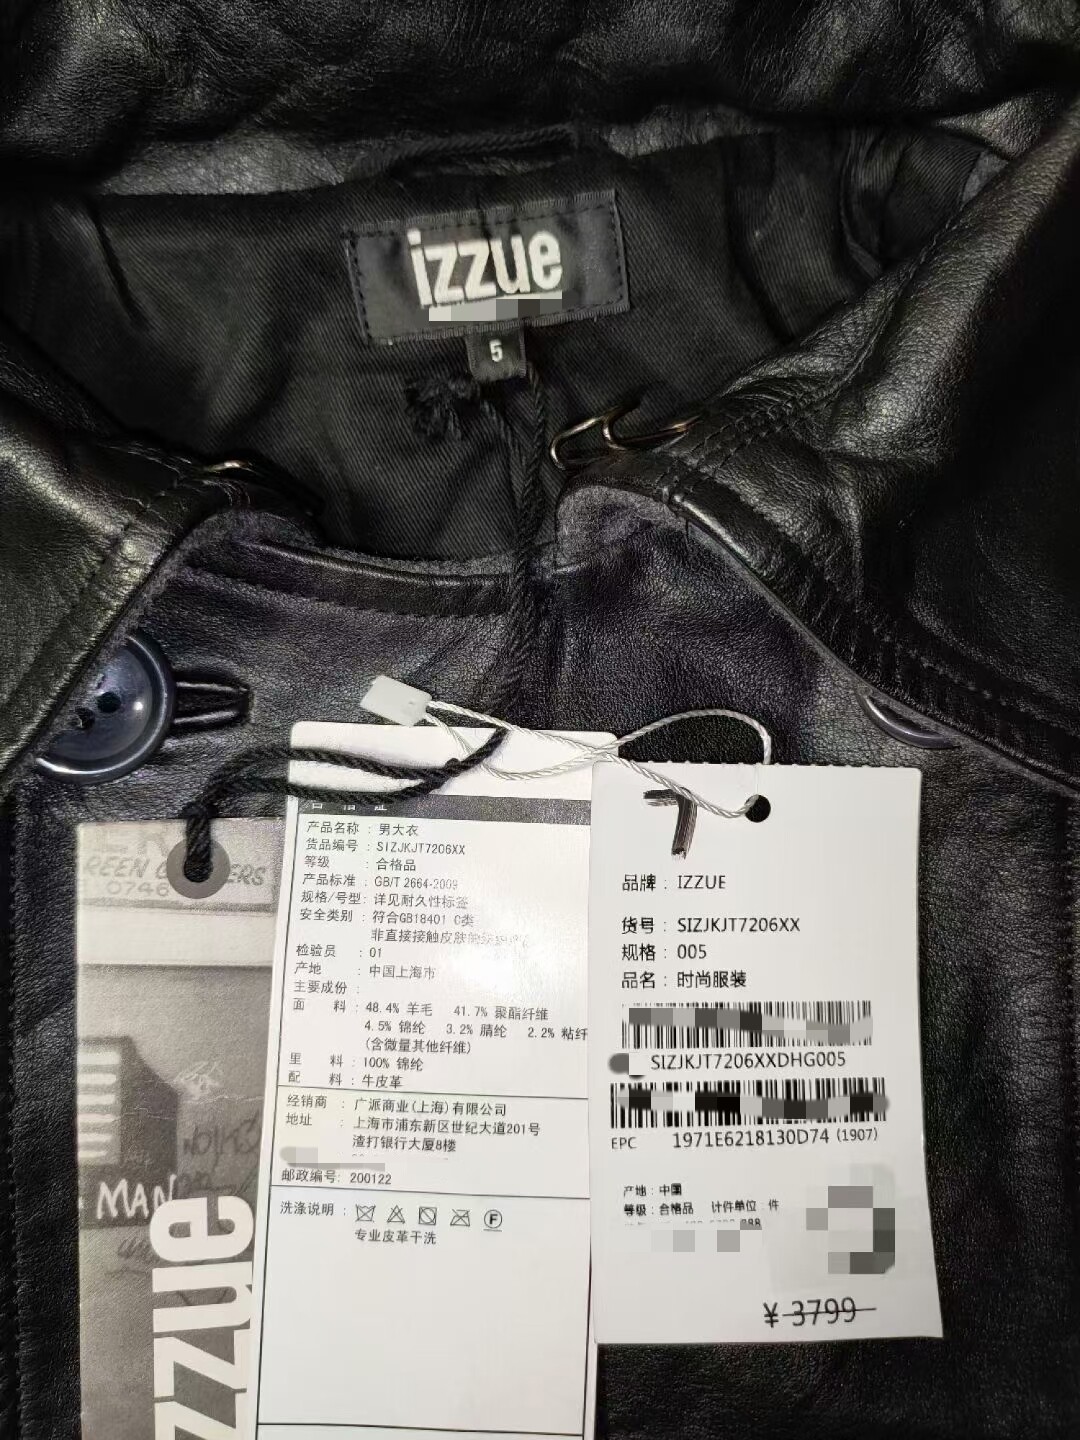 izzue
5
GREEN
ERS
0746
MAN
izzue
合格证
产品名称 : 男大衣
货品编号 : SIZJKJT7206XX
等级 : 合格品
产品标准 : GB/T 2664-2009
规格/号型: 详见耐久性标签
安全类别 : 符合GB18401 C类
非直接接触皮肤的
检验员 : 01
产地 : 中国上海市
主要成份 :
面 料 : 48.4% 羊毛 41.7% 聚酯纤维
4.5% 锦纶 3.2% 腈纶 2.2% 粘纤
(含微量其他纤维)
里 料 : 100% 锦纶
配 料 : 牛皮革
经销商 : 广派商业(上海)有限公司
地址 : 上海市浦东新区世纪大道201号
渣打银行大厦8楼
邮政编号: 200122
洗涤说明 :
F
专业皮革干洗
7
品牌 : IZZUE
货号 : SIZJKJT7206XX
规格 : 005
品名 : 时尚服装
SIZJKJT7206XXDHG005
EPC 1971E6218130D74 (1907)
产地 : 中国
等级 : 合格品 计件单位 : 件
¥ 3799